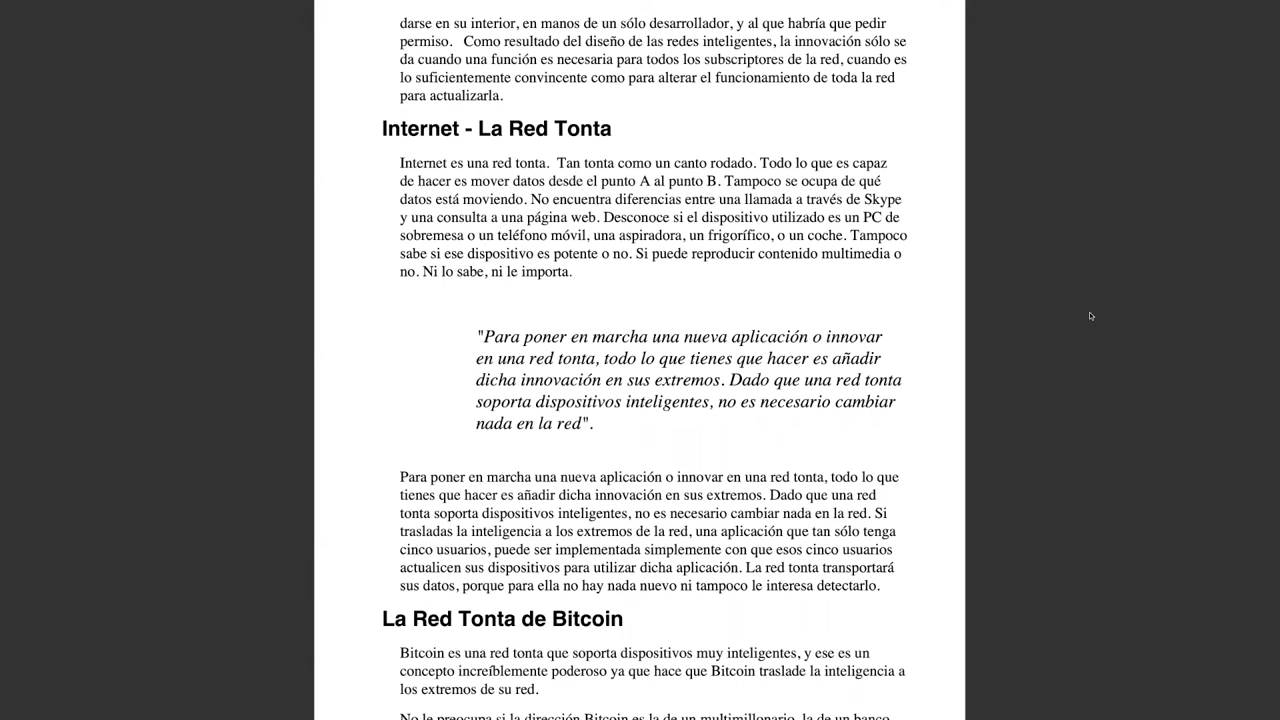 darse en su interior, en manos de un sólo desarrollador, y al que habría que pedir
permiso.   Como resultado del diseño de las redes inteligentes, la innovación sólo se
da cuando una función es necesaria para todos los subscriptores de la red, cuando es
lo suficientemente convincente como para alterar el funcionamiento de toda la red
para actualizarla.
Internet - La Red Tonta
Internet es una red tonta.  Tan tonta como un canto rodado. Todo lo que es capaz
de hacer es mover datos desde el punto A al punto B. Tampoco se ocupa de qué
datos está moviendo. No encuentra diferencias entre una llamada a través de Skype
y una consulta a una página web. Desconoce si el dispositivo utilizado es un PC de
sobremesa o un teléfono móvil, una aspiradora, un frigorífico, o un coche. Tampoco
sabe si ese dispositivo es potente o no. Si puede reproducir contenido multimedia o
no. Ni lo sabe, ni le importa.
"Para poner en marcha una nueva aplicación o innovar
en una red tonta, todo lo que tienes que hacer es añadir
dicha innovación en sus extremos. Dado que una red tonta
soporta dispositivos inteligentes, no es necesario cambiar
nada en la red".
Para poner en marcha una nueva aplicación o innovar en una red tonta, todo lo que
tienes que hacer es añadir dicha innovación en sus extremos. Dado que una red
tonta soporta dispositivos inteligentes, no es necesario cambiar nada en la red. Si
trasladas la inteligencia a los extremos de la red, una aplicación que tan sólo tenga
cinco usuarios, puede ser implementada simplemente con que esos cinco usuarios
actualicen sus dispositivos para utilizar dicha aplicación. La red tonta transportará
sus datos, porque para ella no hay nada nuevo ni tampoco le interesa detectarlo.
La Red Tonta de Bitcoin
Bitcoin es una red tonta que soporta dispositivos muy inteligentes, y ese es un
concepto increíblemente poderoso ya que hace que Bitcoin traslade la inteligencia a
los extremos de su red.
No le preocupa si la dirección Bitcoin es la de un multimillonario, la de un banco